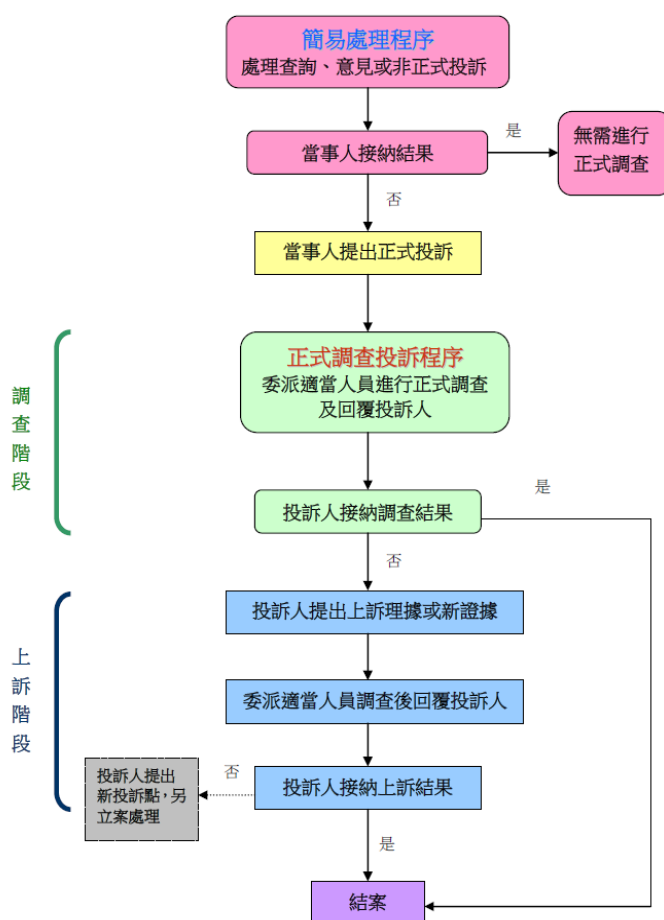 簡易處理程序
處理查詢、意見或非正式投訴
當事人接納結果
是
無需進行
正式調查
否
當事人提出正式投訴
調查階段
正式調查投訴程序
委派適當人員進行正式調查
及回覆投訴人
投訴人接納調查結果
是
否
上訴階段
投訴人提出上訴理據或新證據
委派適當人員調查後回覆投訴人
投訴人接納上訴結果
否
投訴人提出
新投訴點，另
立案處理
是
結案